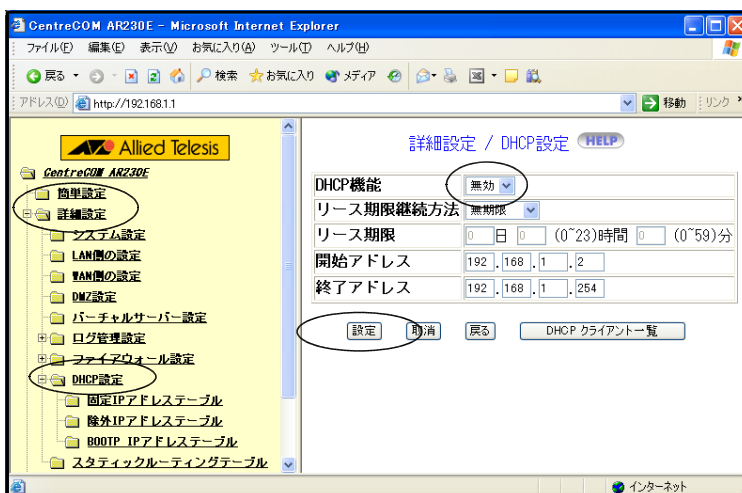 CentreCOM AR230E - Microsoft Internet Explorer
ファイル(F) 編集(E) 表示(V) お気に入り(A) ツール(T) ヘルプ(H)
戻る 検索 お気に入り メディア
アドレス(D) http://192.168.1.1 移動 リンク
Allied Telesis
CentreCOM AR230E
簡単設定
詳細設定
システム設定
LAN側の設定
WAN側の設定
DMZ設定
バーチャルサーバー設定
ログ管理設定
ファイアウォール設定
DHCP設定
固定IPアドレステーブル
除外IPアドレステーブル
BOOTP IPアドレステーブル
スタティックルーティングテーブル
詳細設定 / DHCP設定 HELP
DHCP機能 無効
リース期限継続方法 無期限
リース期限 0 日 0 (0~23)時間 0 (0~59)分
開始アドレス 192 . 168 . 1 . 2
終了アドレス 192 . 168 . 1 . 254
設定 取消 戻る DHCP クライアント一覧
インターネット